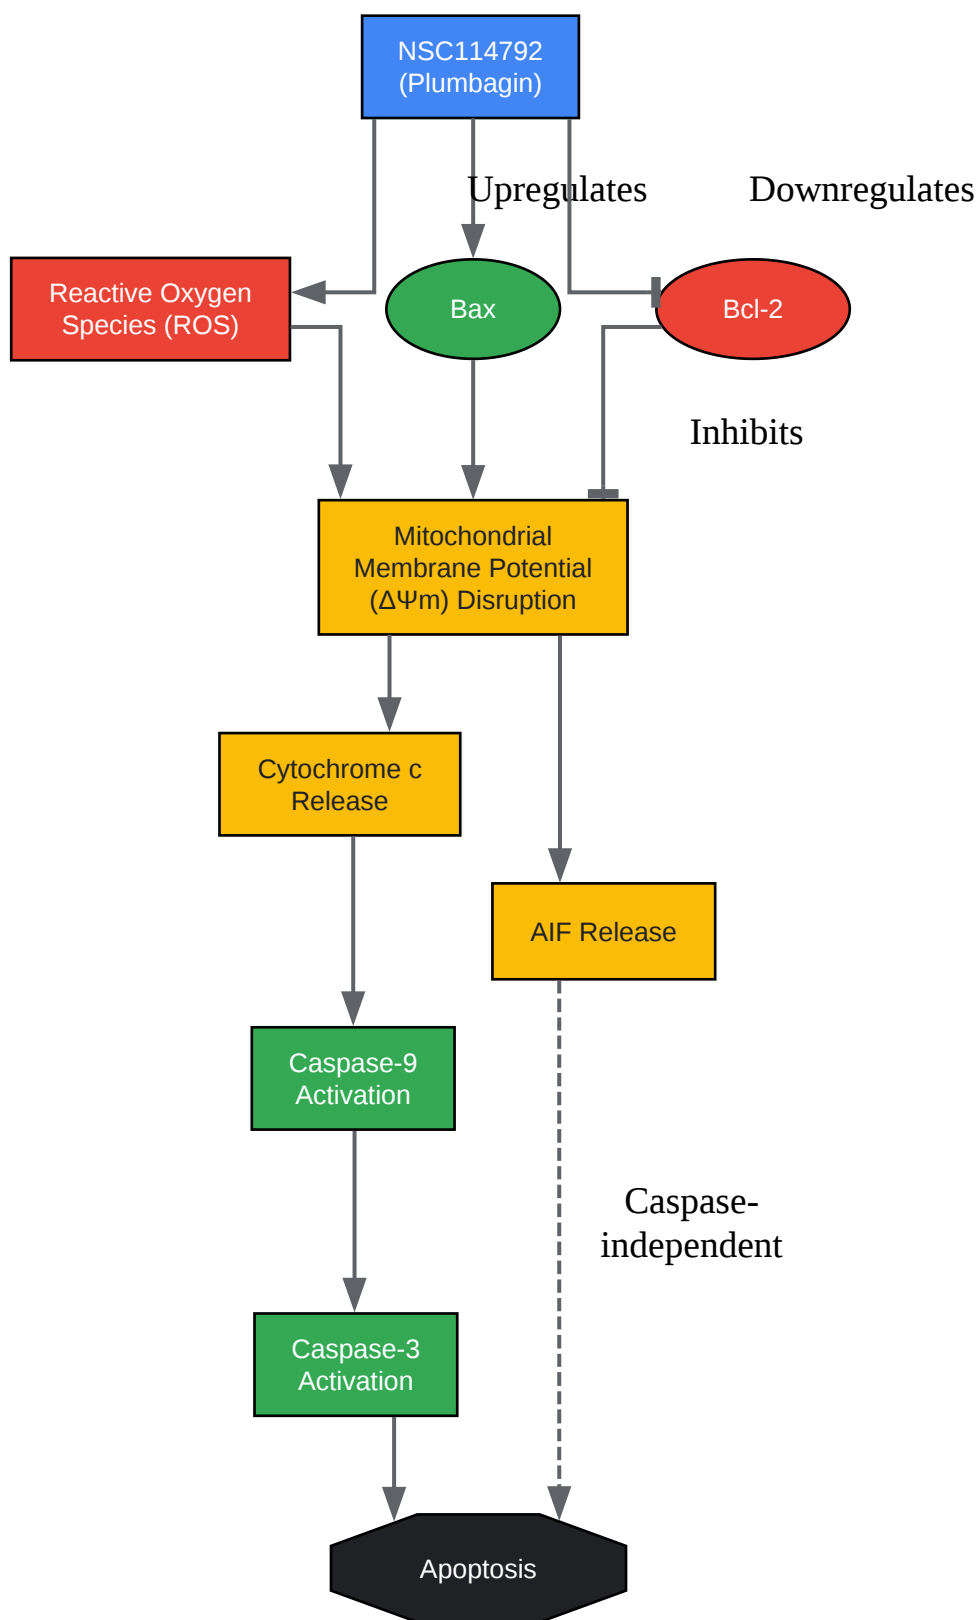 NSC114792
(Plumbagin)
Upregulates
Downregulates
Reactive Oxygen
Species (ROS)
Bax
Bcl-2
Inhibits
Mitochondrial
Membrane Potential
(ΔΨm) Disruption
Cytochrome c
Release
AIF Release
Caspase-9
Activation
Caspase-
independent
Caspase-3
Activation
Apoptosis